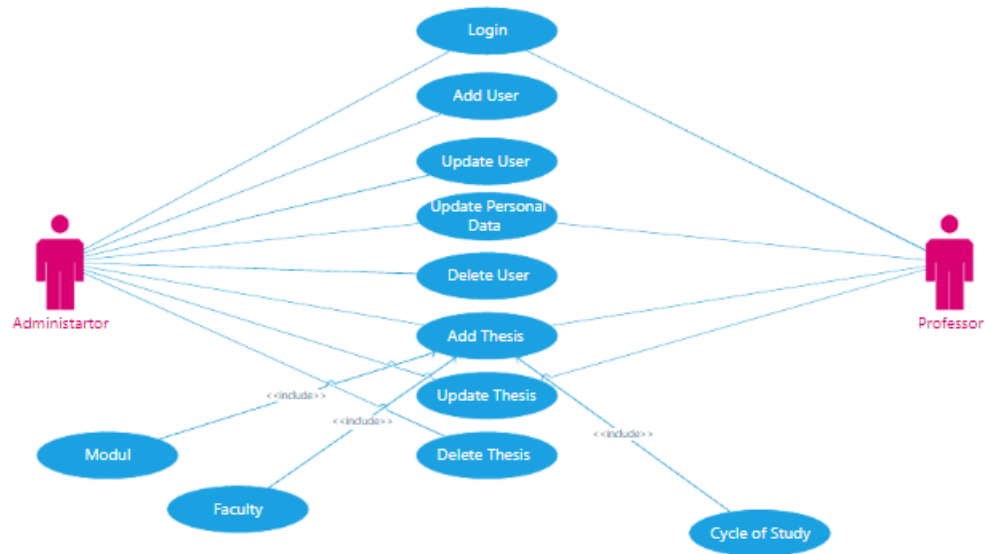 Login
Add User
Update User
Update Personal
Data
Delete User
Administartor
Professor
Add Thesis
<<include>>
Update Thesis
<<include>>
<<include>>
Modul
Delete Thesis
Faculty
Cycle of Study